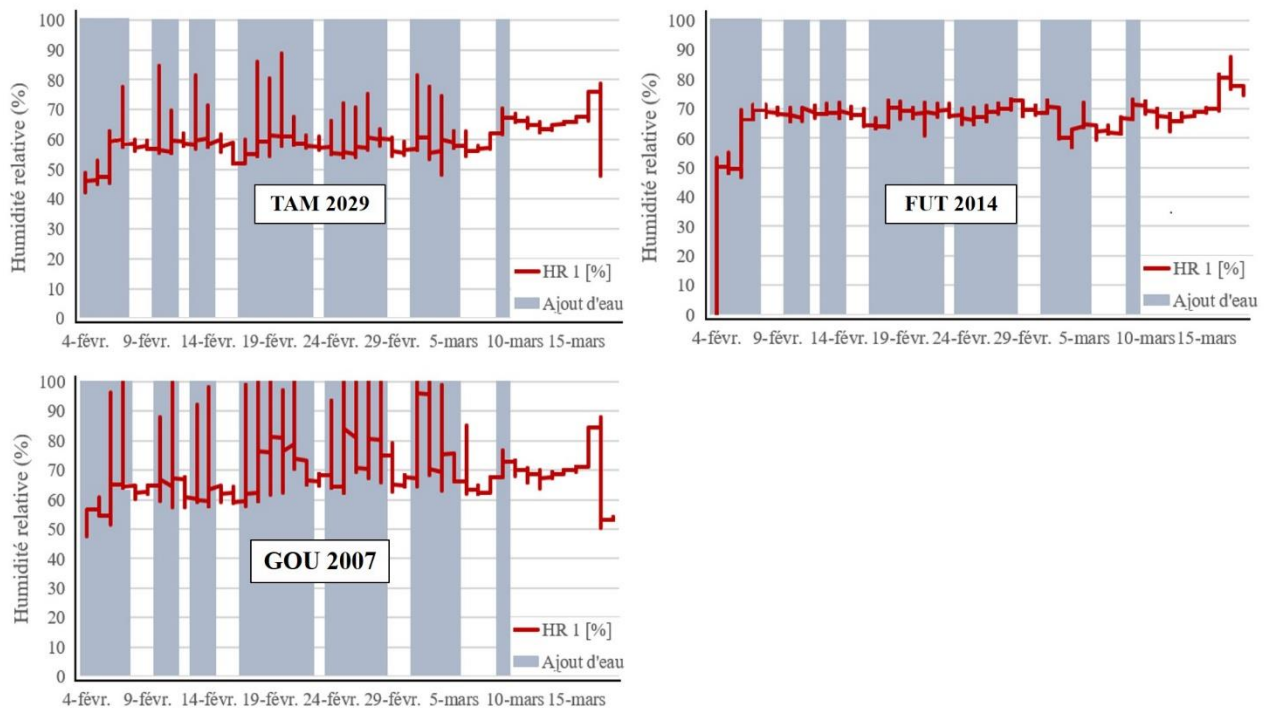 Humidité relative (%)
100
90
80
70
60
50
40
30
20
10
0
TAM 2029
HR 1 [%]
Ajout d'eau
4-févr. 9-févr. 14-févr. 19-févr. 24-févr. 29-févr. 5-mars 10-mars 15-mars
Humidité relative (%)
100
90
80
70
60
50
40
30
20
10
0
FUT 2014
HR 1 [%]
Ajout d'eau
4-févr. 9-févr. 14-févr. 19-févr. 24-févr. 29-févr. 5-mars 10-mars 15-mars
Humidité relative (%)
100
90
80
70
60
50
40
30
20
10
0
GOU 2007
HR 1 [%]
Ajout d'eau
4-févr. 9-févr. 14-févr. 19-févr. 24-févr. 29-févr. 5-mars 10-mars 15-mars